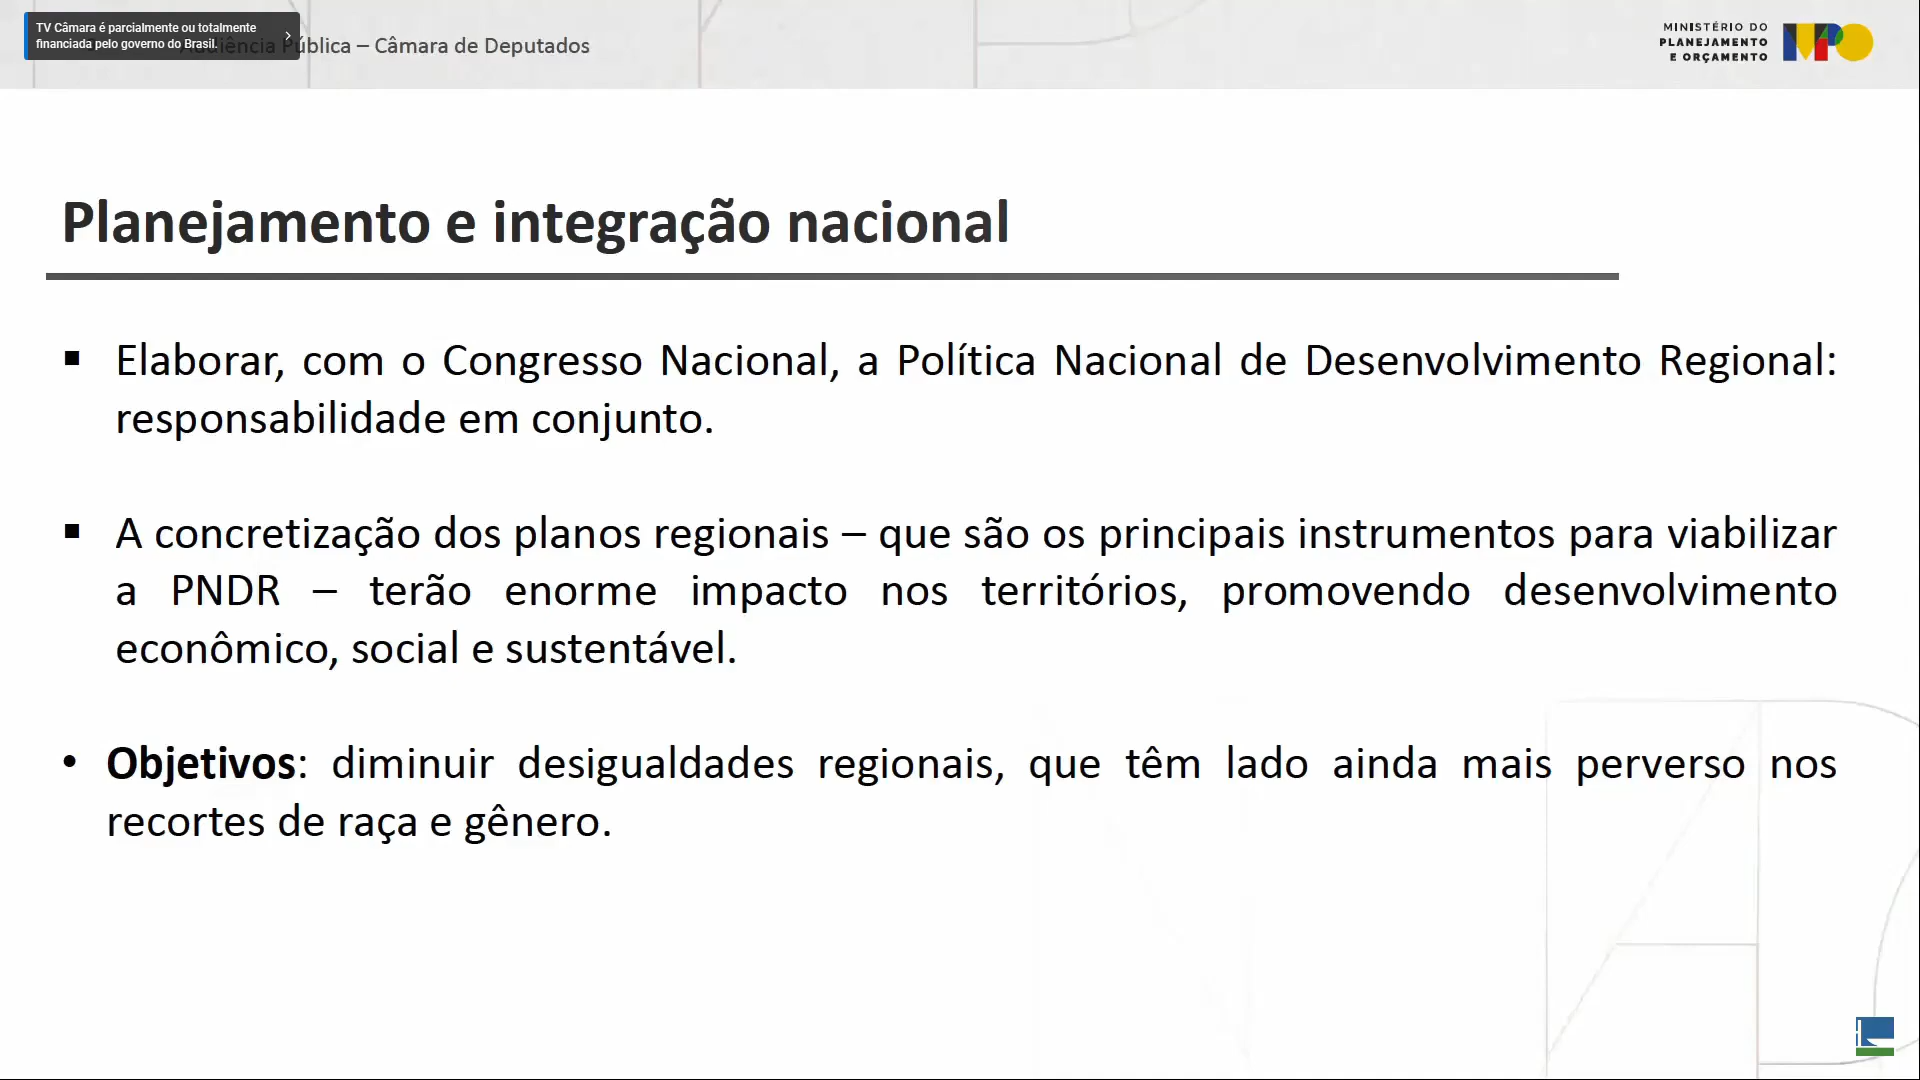 TV Câmara é parcialmente ou totalmente
financiada pelo governo do Brasil.
Audiência Pública – Câmara de Deputados
MINISTÉRIO DO
PLANEJAMENTO
E ORÇAMENTO
MPO
Planejamento e integração nacional
▪ Elaborar, com o Congresso Nacional, a Política Nacional de Desenvolvimento Regional:
responsabilidade em conjunto.
▪ A concretização dos planos regionais – que são os principais instrumentos para viabilizar
a PNDR – terão enorme impacto nos territórios, promovendo desenvolvimento
econômico, social e sustentável.
• Objetivos: diminuir desigualdades regionais, que têm lado ainda mais perverso nos
recortes de raça e gênero.